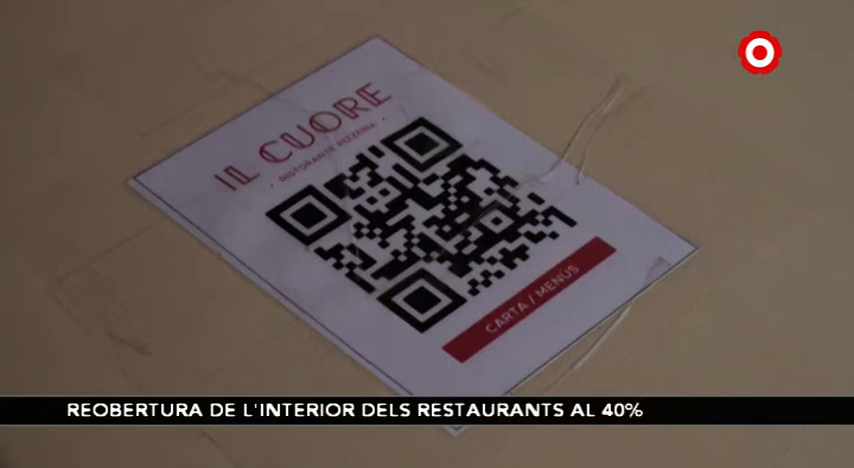 IL CUORE
RISTORANTE PIZZERIA
CARTA / MENÚS
REOBERTURA DE L'INTERIOR DELS RESTAURANTS AL 40%